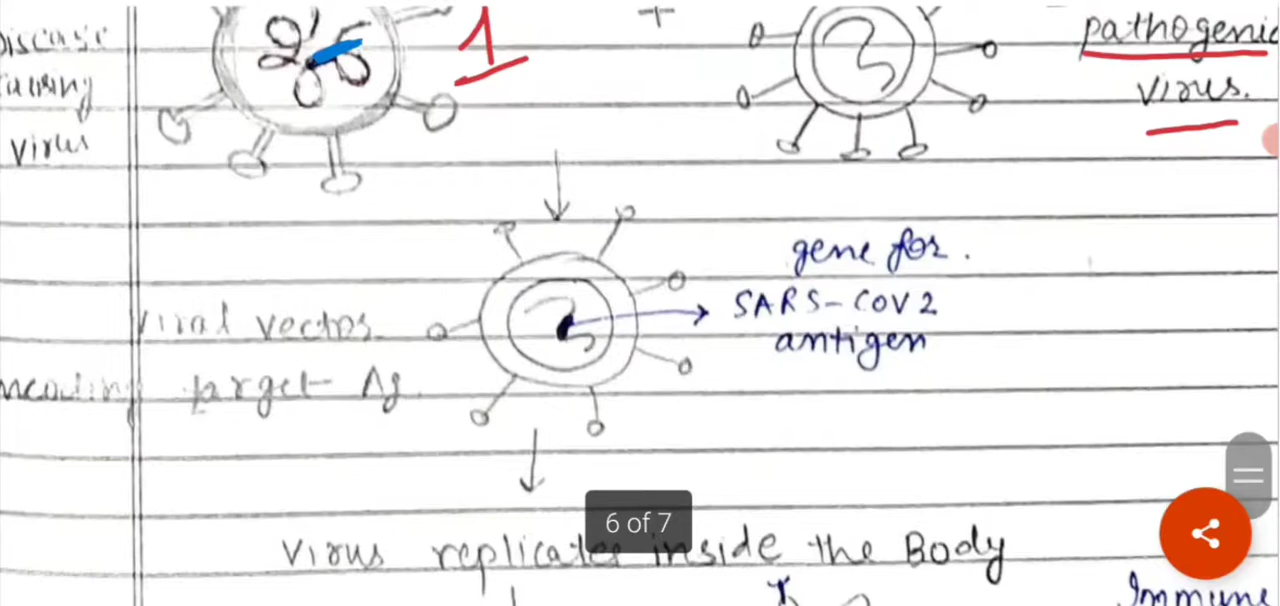 Disease
causing
virus
1
+
pathogenic
virus.
gene for.
SARS-COV2
antigen
Viral vector
encoding target Ag.
6 of 7
Virus replicates inside the Body
Immune